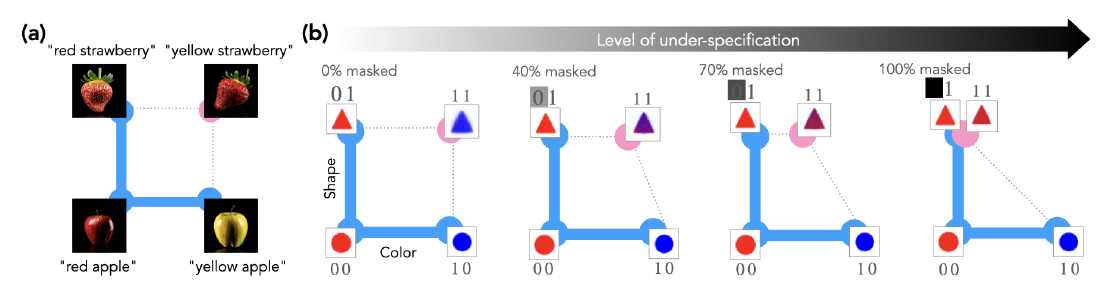 (a)
"red strawberry" "yellow strawberry"
"red apple" "yellow apple"
(b)
Level of under-specification
0% masked
40% masked
70% masked
100% masked
01 11
01 11
01 11
1 11
Shape
Color
00 10
00 10
00 10
00 10